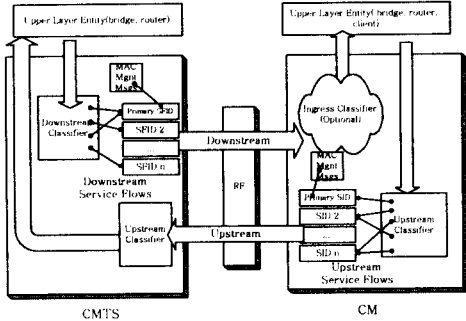 Upper Layer Entity(bridge, router)
MAC
Mgnt
Msgs
Downstream
Classifier
Primary SFID
SFID 2
...
SFID n
Downstream
Service Flows
Upstream
Classifier
CMTS
Downstream
RF
Upstream
Upper Layer Entity( bridge, router,
client)
Ingress Classifier
(Optional)
MAC
Mgnt
Msgs
Primary SID
SID 2
...
SID n
Upstream
Classifier
Upstream
Service Flows
CM